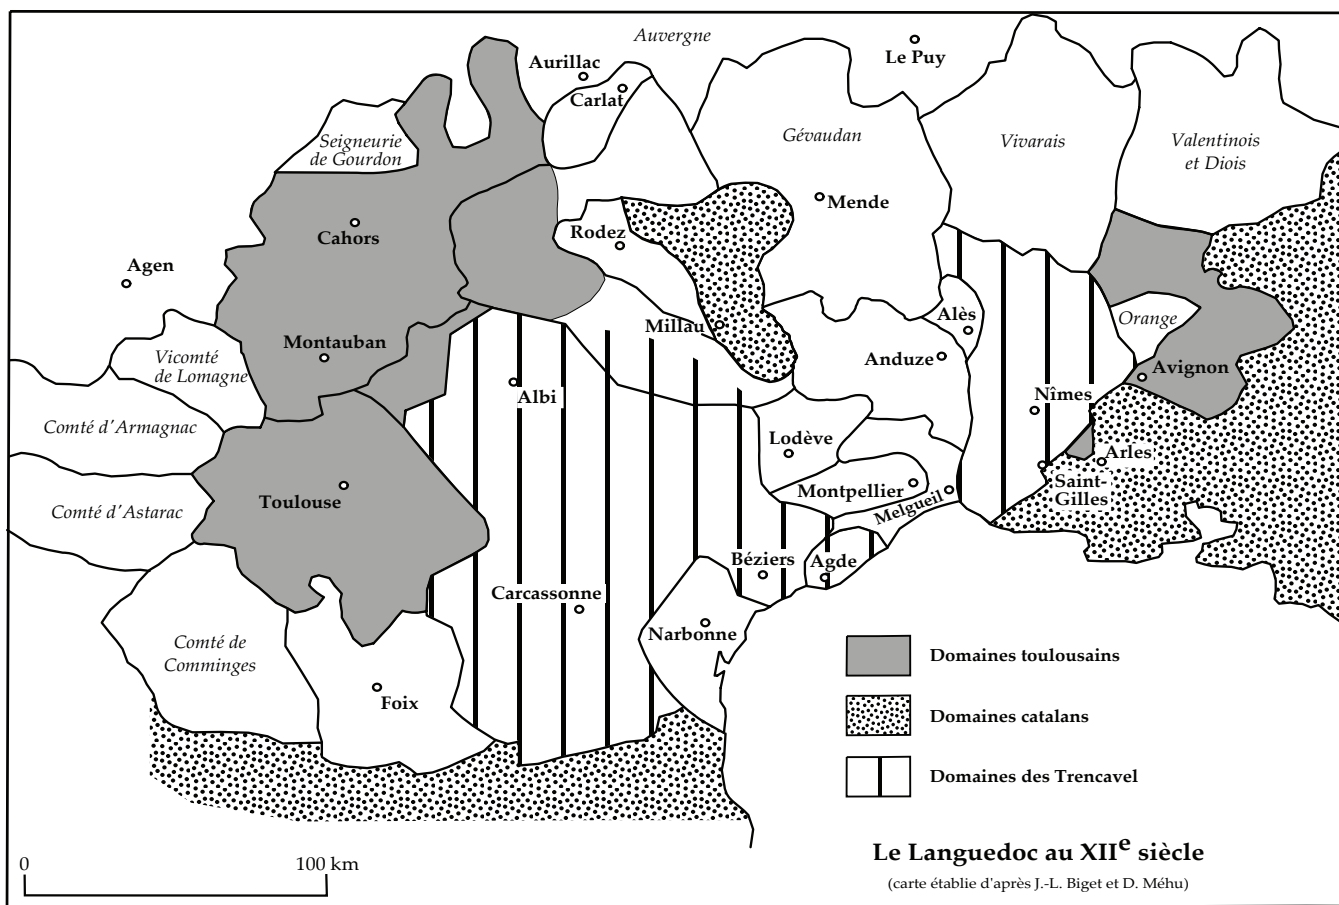 Auvergne
Le Puy
Aurillac
Carlat
Seigneurie
de Gourdon
Gévaudan
Vivarais
Valentinois
et Diois
Mende
Cahors
Rodez
Agen
Millau
Alès
Orange
Montauban
Vicomté
de Lomagne
Anduze
Avignon
Albi
Nîmes
Comté d'Armagnac
Lodève
Arles
Saint-
Gilles
Toulouse
Montpellier
Melgueil
Comté d'Astarac
Béziers
Agde
Carcassonne
Narbonne
Comté de
Comminges
Foix
Domaines toulousains
Domaines catalans
Domaines des Trencavel
0 100 km
Le Languedoc au XIIe siècle
(carte établie d'après J.-L. Biget et D. Méhu)